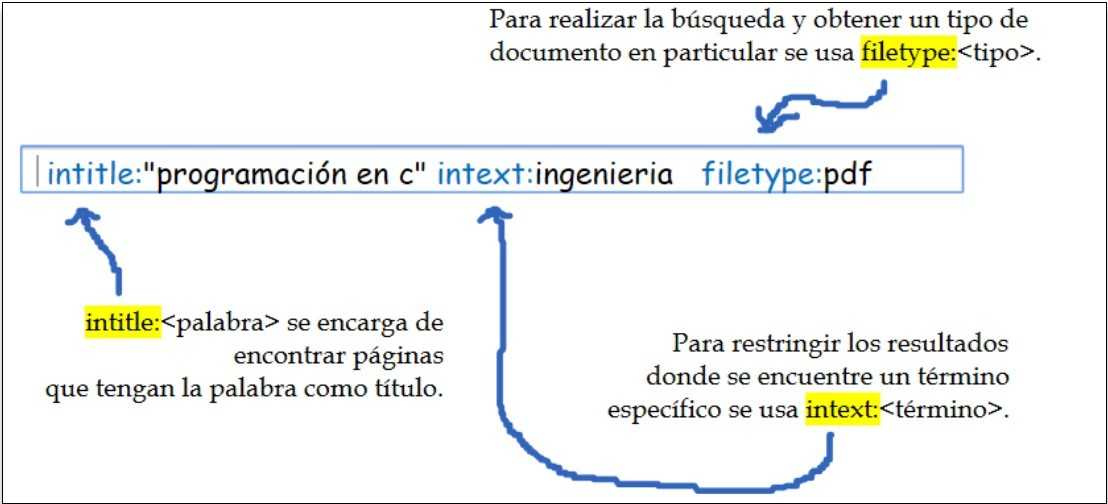 Para realizar la búsqueda y obtener un tipo de
documento en particular se usa filetype:<tipo>.
intitle:"programación en c" intext:ingenieria filetype:pdf
intitle:<palabra> se encarga de
encontrar páginas
que tengan la palabra como título.
Para restringir los resultados
donde se encuentre un término
específico se usa intext:<término>.